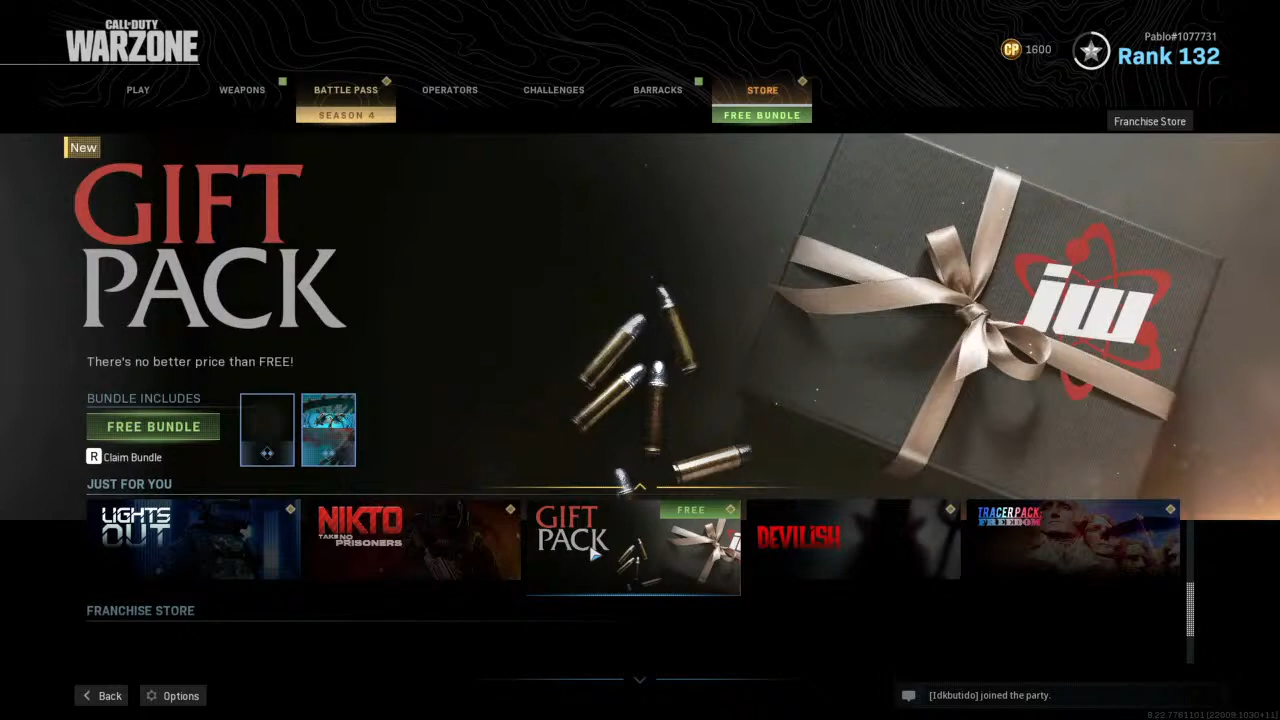 CALL·DUTY
WARZONE
CP 1600
Pablo#1077731
Rank 132
PLAY
WEAPONS
BATTLE PASS
SEASON 4
OPERATORS
CHALLENGES
BARRACKS
STORE
FREE BUNDLE
Franchise Store
New
GIFT
PACK
iw
There's no better price than FREE!
BUNDLE INCLUDES
FREE BUNDLE
R Claim Bundle
JUST FOR YOU
LIGHTS
OUT
NIKTO
TAKE NO
PRISONERS
GIFT
PACK
FREE
DEVILISH
TRACER PACK
FREEDOM
FRANCHISE STORE
Back
Options
[Idkbutido] joined the party.